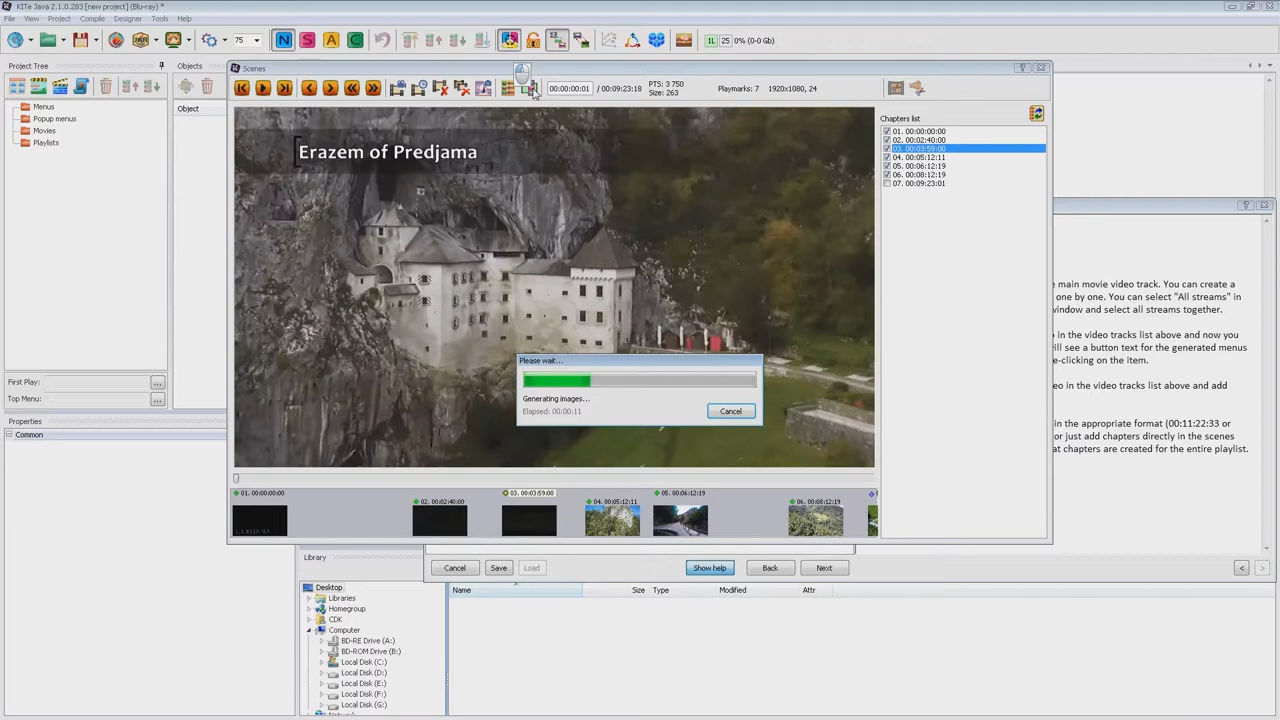 KITe Java 2.1.0.283 [new project] (Blu-ray) *
File View Project Compile Designer Tools Help
75 N S A C 1L 25 0% (0-0 Gb)
Project Tree
Objects
Object
Menus
Popup menus
Movies
Playlists
First Play: ...
Top Menu: ...
Properties
Common
Scenes
00:00:00:01 / 00:09:23:18 PTS: 3 750 Size: 263 Playmarks: 7 1920x1080, 24
Erazem of Predjama
Chapters list
01. 00:00:00:00
02. 00:02:40:00
03. 00:03:59:00
04. 00:05:12:11
05. 00:06:12:19
06. 00:08:12:19
07. 00:09:23:01
Please wait...
Generating images...
Elapsed: 00:00:11
Cancel
01. 00:00:00:00
02. 00:02:40:00
03. 00:03:59:00
04. 00:05:12:11
05. 00:06:12:19
06. 00:08:12:19
main movie video track. You can create a
one by one. You can select "All streams" in
window and select all streams together.
in the video tracks list above and now you
will see a button text for the generated menus
e-clicking on the item.
eo in the video tracks list above and add
in the appropriate format (00:11:22:33 or
or just add chapters directly in the scenes
at chapters are created for the entire playlist.
Cancel Save Load Show help Back Next < >
Library
Desktop
Libraries
Homegroup
CDK
Computer
BD-RE Drive (A:)
BD-ROM Drive (B:)
Local Disk (C:)
Local Disk (D:)
Local Disk (E:)
Local Disk (F:)
Local Disk (G:)
Name Size Type Modified Attr